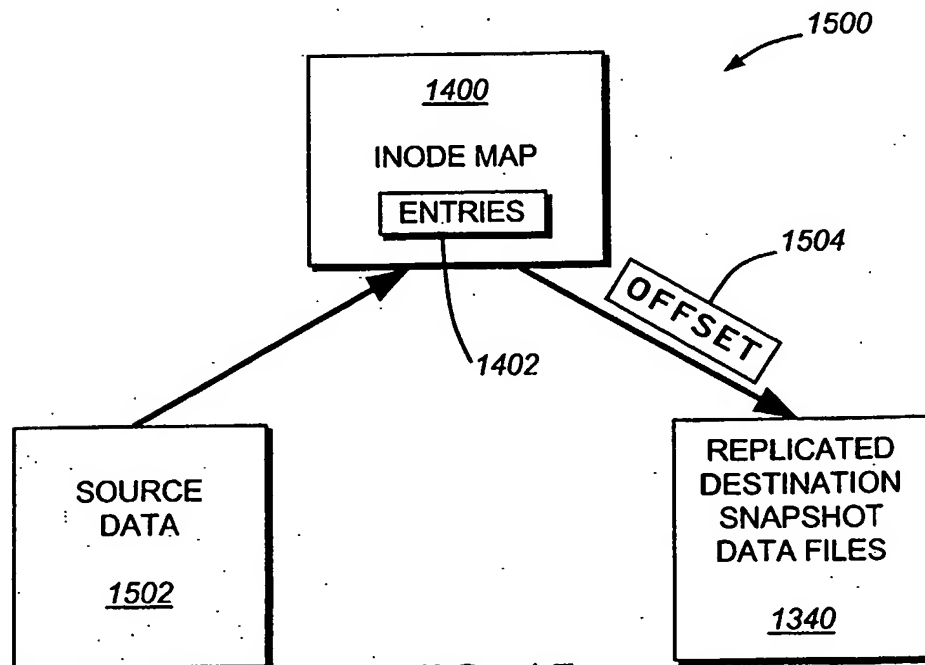 1500
1400
INODE MAP
ENTRIES
1504
OFFSET
1402
SOURCE
DATA
1502
REPLICATED
DESTINATION
SNAPSHOT
DATA FILES
1340